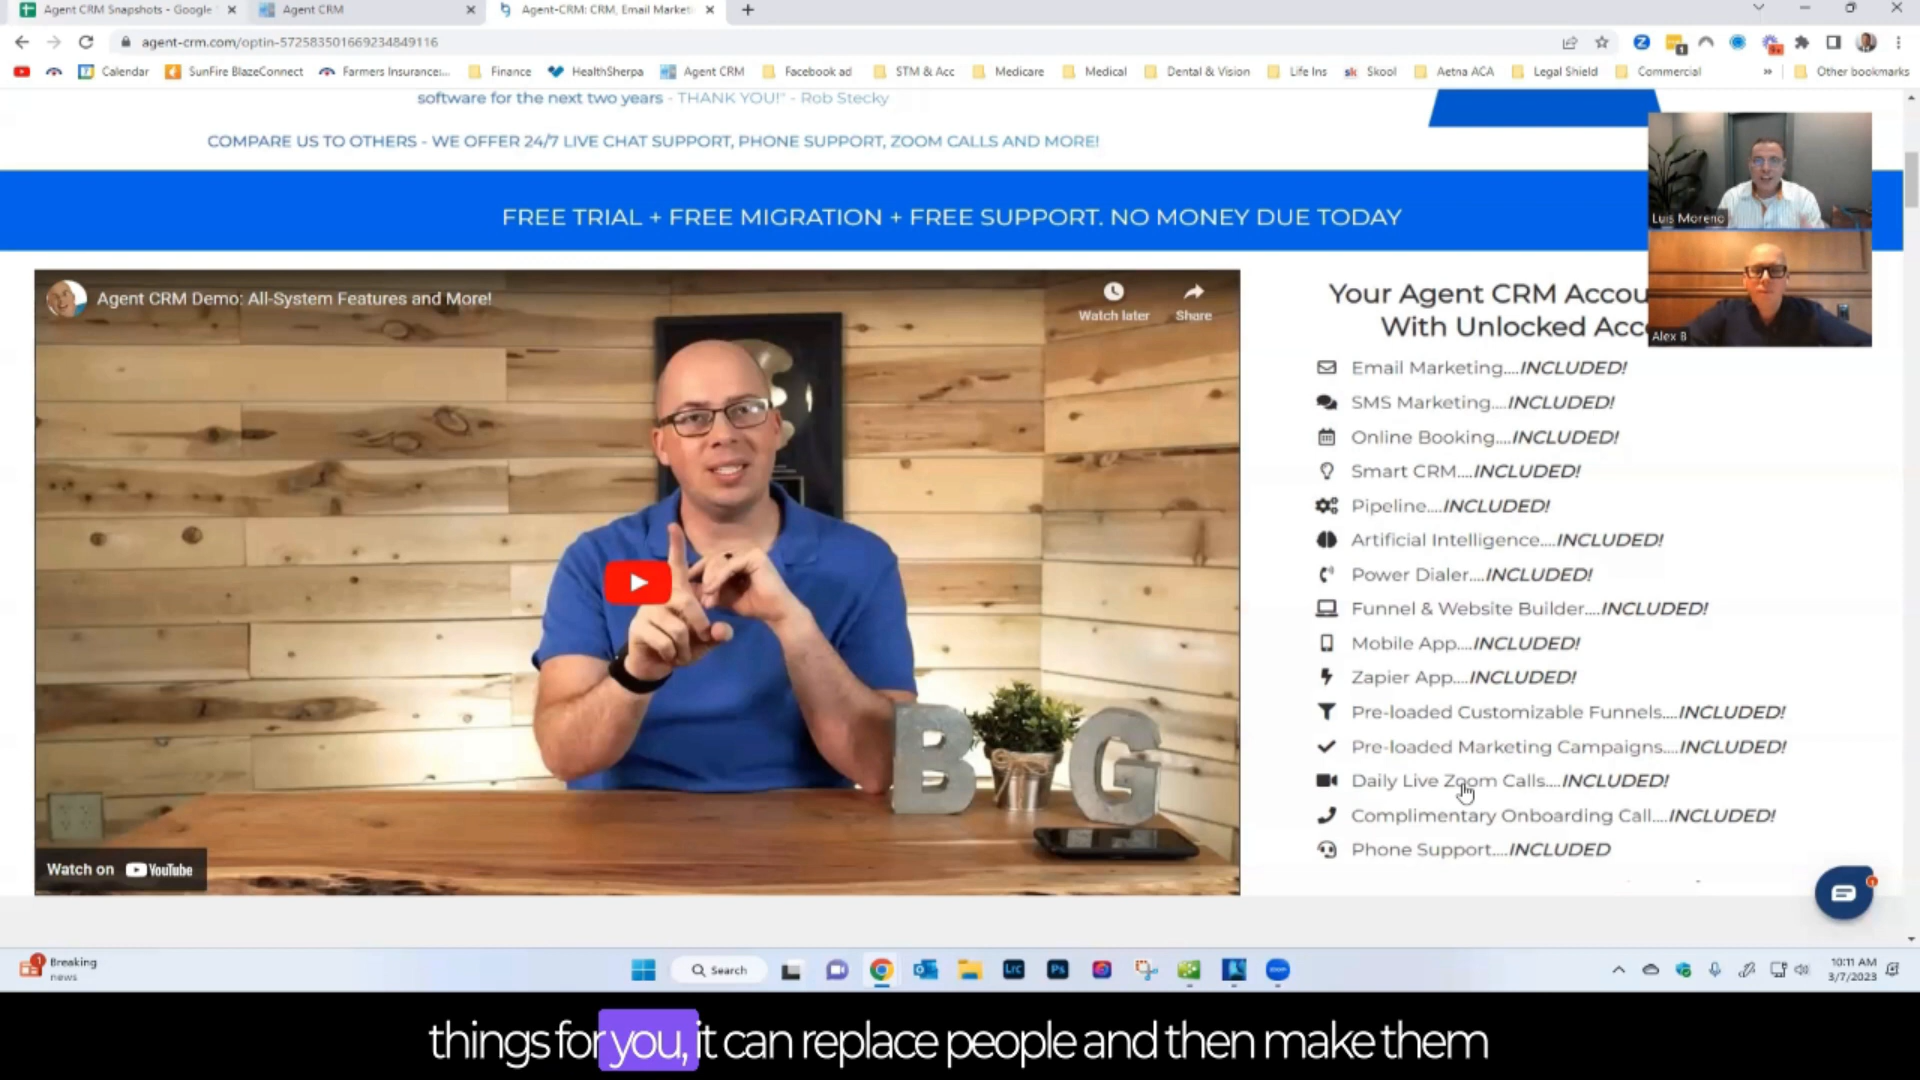 Agent CRM Snapshots - Google
Agent CRM
Agent-CRM: CRM, Email Market
agent-crm.com/optin-572583501669234849116
Calendar
SunFire BlazeConnect
Farmers Insurance:...
Finance
HealthSherpa
Agent CRM
Facebook ad
STM & Acc
Medicare
Medical
Dental & Vision
Life Ins
sk Skool
Aetna ACA
Legal Shield
Commercial
»
Other bookmarks
software for the next two years - THANK YOU!" - Rob Stecky
COMPARE US TO OTHERS - WE OFFER 24/7 LIVE CHAT SUPPORT, PHONE SUPPORT, ZOOM CALLS AND MORE!
FREE TRIAL + FREE MIGRATION + FREE SUPPORT. NO MONEY DUE TODAY
Luis Moreno
Alex B
Agent CRM Demo: All-System Features and More!
Watch later
Share
B G
Watch on YouTube
Your Agent CRM Accou
With Unlocked Acc
Email Marketing....INCLUDED!
SMS Marketing....INCLUDED!
Online Booking....INCLUDED!
Smart CRM....INCLUDED!
Pipeline....INCLUDED!
Artificial Intelligence....INCLUDED!
Power Dialer....INCLUDED!
Funnel & Website Builder....INCLUDED!
Mobile App....INCLUDED!
Zapier App....INCLUDED!
Pre-loaded Customizable Funnels....INCLUDED!
Pre-loaded Marketing Campaigns....INCLUDED!
Daily Live Zoom Calls....INCLUDED!
Complimentary Onboarding Call....INCLUDED!
Phone Support....INCLUDED
1
Breaking
news
Search
Lrc
Ps
10:11 AM
3/7/2023
things for you, it can replace people and then make them